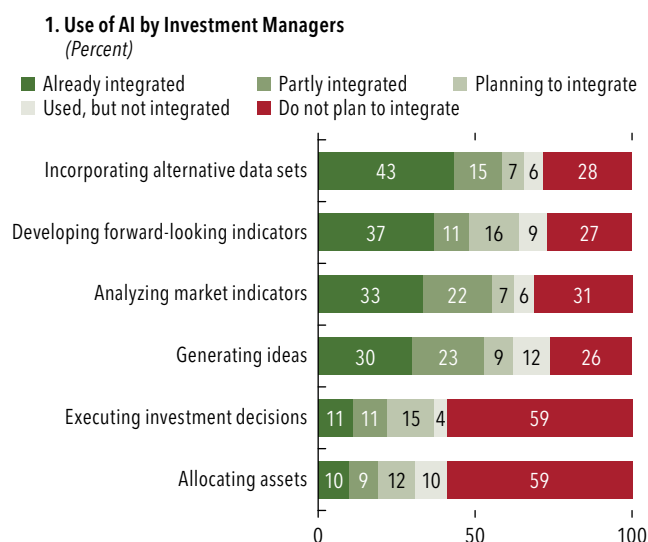 1. Use of AI by Investment Managers
(Percent)
Already integrated Partly integrated Planning to integrate
Used, but not integrated Do not plan to integrate
Incorporating alternative data sets 43 15 7 6 28
Developing forward-looking indicators 37 11 16 9 27
Analyzing market indicators 33 22 7 6 31
Generating ideas 30 23 9 12 26
Executing investment decisions 11 11 15 4 59
Allocating assets 10 9 12 10 59
0 50 100